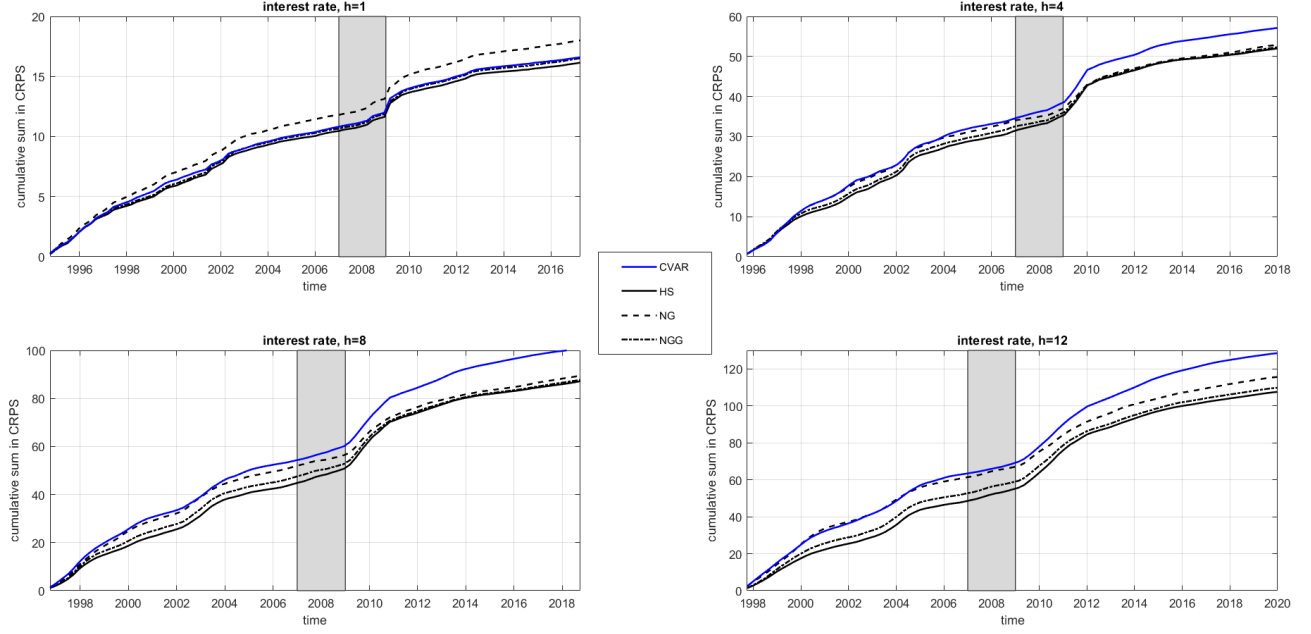 interest rate, h=1
20
15
10
5
0
cumulative sum in CRPS
1996 1998 2000 2002 2004 2006 2008 2010 2012 2014 2016
time
interest rate, h=4
60
50
40
30
20
10
0
cumulative sum in CRPS
1996 1998 2000 2002 2004 2006 2008 2010 2012 2014 2016 2018
time
CVAR
HS
NG
NGG
interest rate, h=8
100
80
60
40
20
0
cumulative sum in CRPS
1998 2000 2002 2004 2006 2008 2010 2012 2014 2016 2018
time
interest rate, h=12
120
100
80
60
40
20
0
cumulative sum in CRPS
1998 2000 2002 2004 2006 2008 2010 2012 2014 2016 2018 2020
time